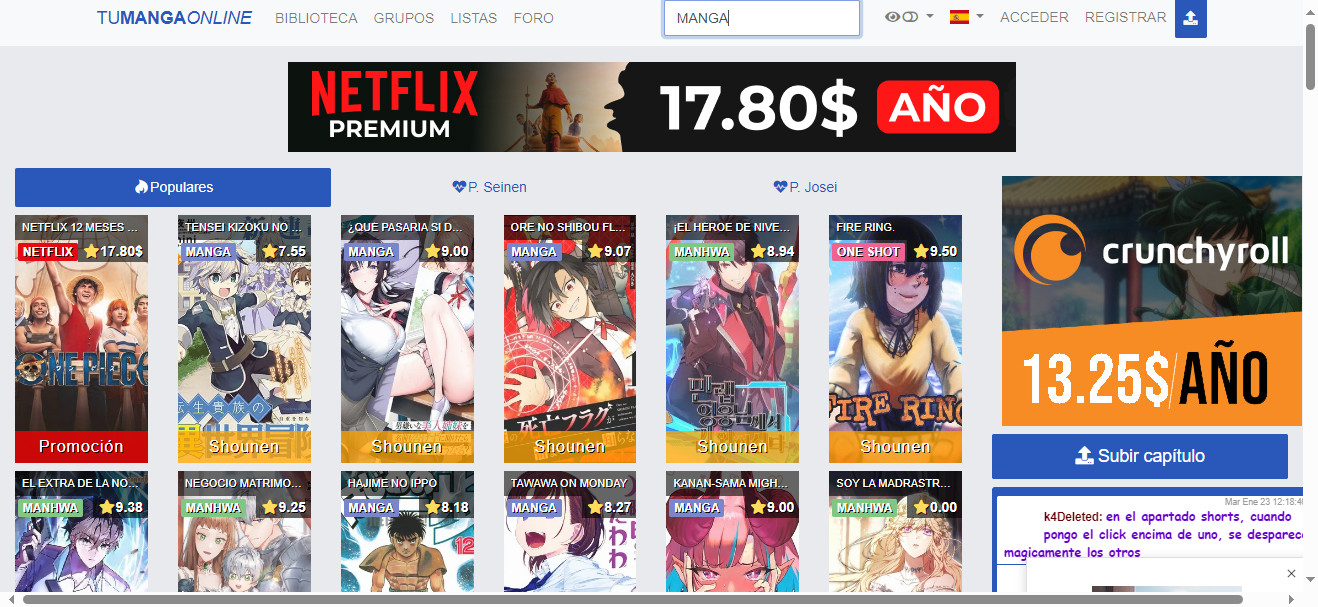 TUMANGAONLINE BIBLIOTECA GRUPOS LISTAS FORO MANGA ACCEDER REGISTRAR
NETFLIX
PREMIUM
17.80$ AÑO
Populares P. Seinen P. Josei
NETFLIX 12 MESES ...
NETFLIX 17.80$
ONE PIECE
Promoción
TENSEI KIZOKU NO ...
MANGA 7.55
Shounen
¿QUE PASARIA SI D...
MANGA 9.00
Shounen
ORE NO SHIBOU FL...
MANGA 9.07
Shounen
¡EL HEROE DE NIVE...
MANHWA 8.94
Shounen
FIRE RING.
ONE SHOT 9.50
FIRE RING
Shounen
crunchyroll
13.25$/AÑO
Subir capítulo
EL EXTRA DE LA NO...
MANHWA 9.38
NEGOCIO MATRIMO...
MANHWA 9.25
HAJIME NO IPPO
MANGA 8.18
12
TAWAWA ON MONDAY
MANGA 8.27
KANAN-SAMA MIGH...
MANGA 9.00
SOY LA MADRASTR...
MANHWA 0.00
Mar Ene 23 12:18:4
k4Deleted: en el apartado shorts, cuando
pongo el click encima de uno, se desparec
magicamente los otros